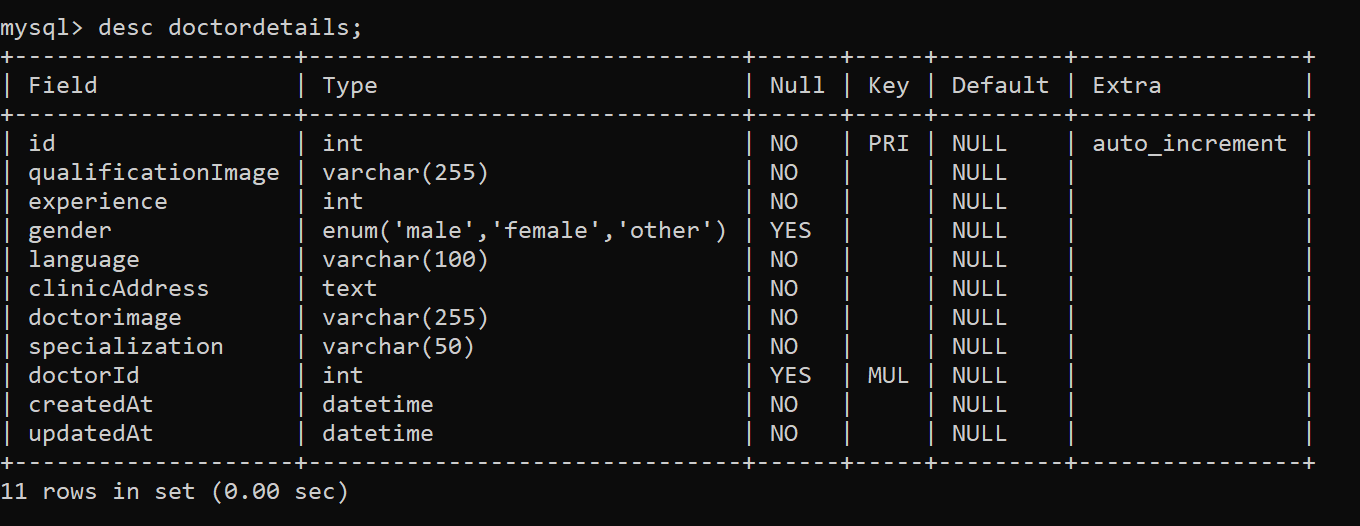 mysql> desc doctordetails;
+--------------------+-------------------------------+------+-----+---------+----------------+
| Field              | Type                          | Null | Key | Default | Extra          |
+--------------------+-------------------------------+------+-----+---------+----------------+
| id                 | int                           | NO   | PRI | NULL    | auto_increment |
| qualificationImage | varchar(255)                  | NO   |     | NULL    |                |
| experience         | int                           | NO   |     | NULL    |                |
| gender             | enum('male','female','other') | YES  |     | NULL    |                |
| language           | varchar(100)                  | NO   |     | NULL    |                |
| clinicAddress      | text                          | NO   |     | NULL    |                |
| doctorimage        | varchar(255)                  | NO   |     | NULL    |                |
| specialization     | varchar(50)                   | NO   |     | NULL    |                |
| doctorId           | int                           | YES  | MUL | NULL    |                |
| createdAt          | datetime                      | NO   |     | NULL    |                |
| updatedAt          | datetime                      | NO   |     | NULL    |                |
+--------------------+-------------------------------+------+-----+---------+----------------+
11 rows in set (0.00 sec)